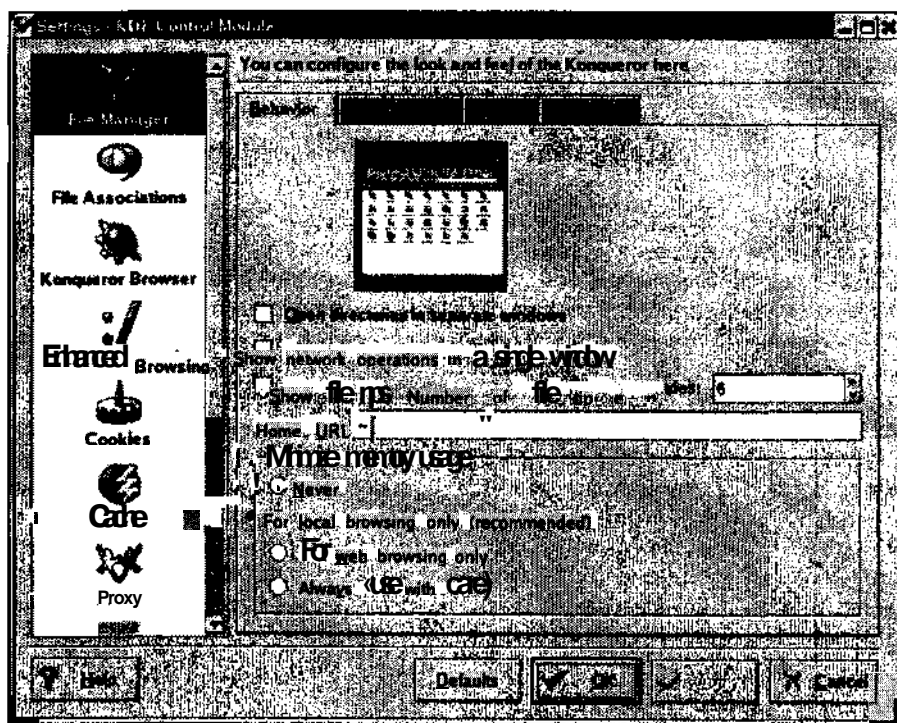 Settings - KDE Control Module
You can configure the look and feel of the Konqueror here
File Manager
File Associations
Konqueror Browser
Enhanced Browsing
Cookies
Cache
Proxy
Behavior
Open directories in separate windows
Show network operations in a single window
Show file tips Number of file
6
Home URL ~
Minimize memory usage
Never
For local browsing only (recommended)
For web browsing only
Always (use with care)
Help
Defaults
OK
Cancel